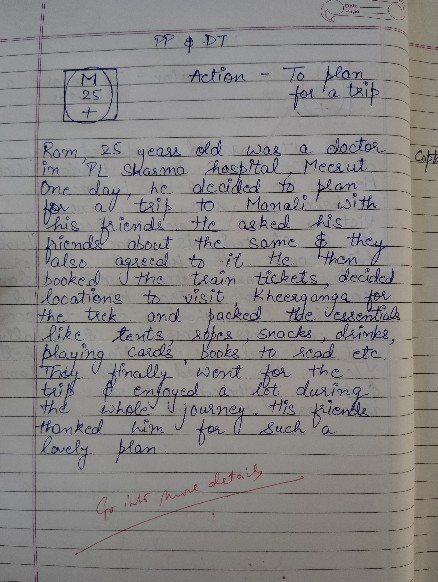 PP & DT
M
25
+
Action - To plan
for a trip
Ram, 25 years old was a doctor
in PL Sharma hospital, Meerut.
One day, he decided to plan
for a trip to Manali with
his friends. He asked his
friends about the same & they
also agreed to it. He then
booked the train tickets, decided
locations to visit, Kheerganga for
the trek and packed the essentials
like tents, ropes, snacks, drinks,
playing cards, books to read etc.
They finally went for the
trip & enjoyed a lot during
the whole journey. His friends
thanked him for such a
lovely plan.
Go into more details